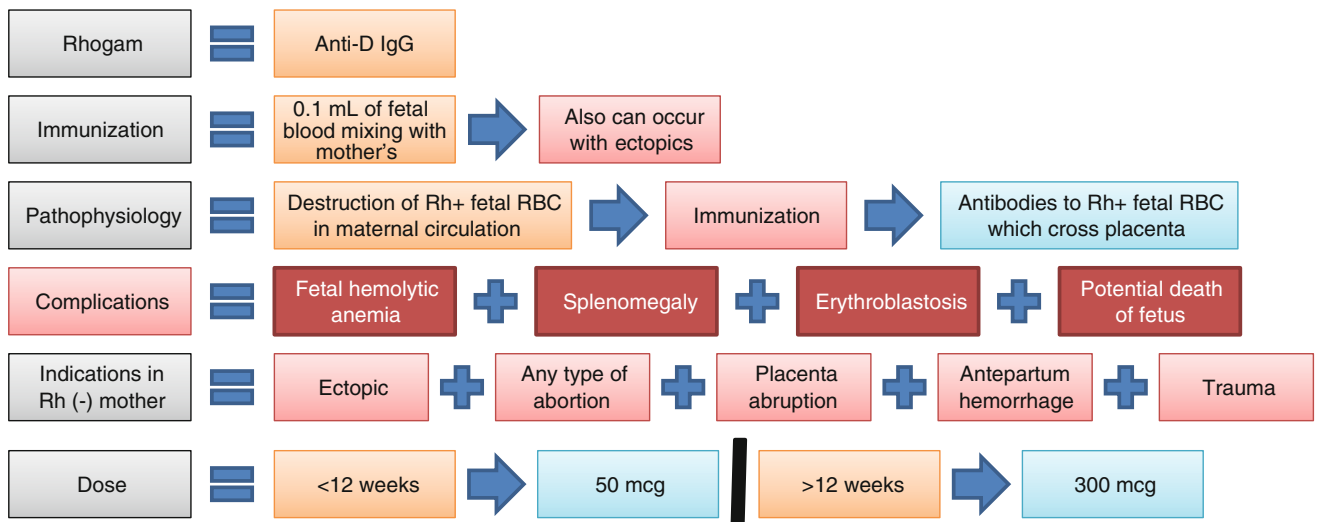 Rhogam
Anti-D IgG
Immunization
0.1 mL of fetal
blood mixing with
mother's
Also can occur
with ectopics
Pathophysiology
Destruction of Rh+ fetal RBC
in maternal circulation
Immunization
Antibodies to Rh+ fetal RBC
which cross placenta
Complications
Fetal hemolytic
anemia
Splenomegaly
Erythroblastosis
Potential death
of fetus
Indications in
Rh (-) mother
Ectopic
Any type of
abortion
Placenta
abruption
Antepartum
hemorrhage
Trauma
Dose
<12 weeks
50 mcg
>12 weeks
300 mcg